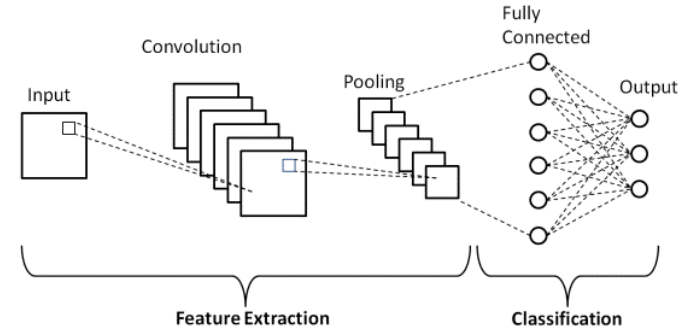 Input
Convolution
Pooling
Fully
Connected
Output
Feature Extraction
Classification